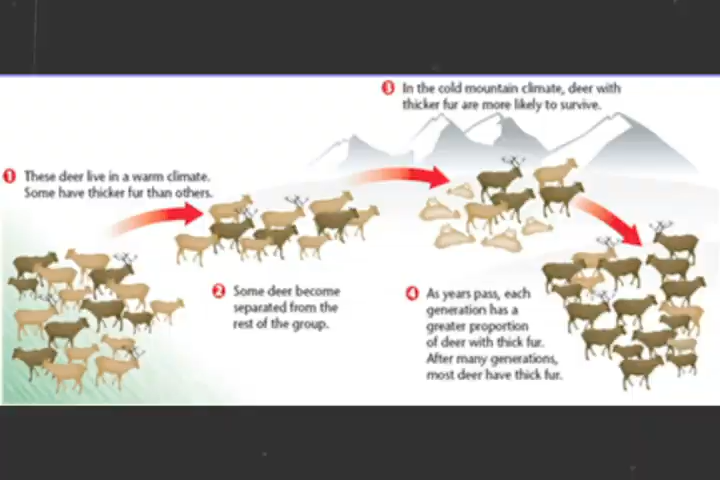 1 These deer live in a warm climate.
Some have thicker fur than others.
2 Some deer become
separated from the
rest of the group.
3 In the cold mountain climate, deer with
thicker fur are more likely to survive.
4 As years pass, each
generation has a
greater proportion
of deer with thick fur.
After many generations,
most deer have thick fur.